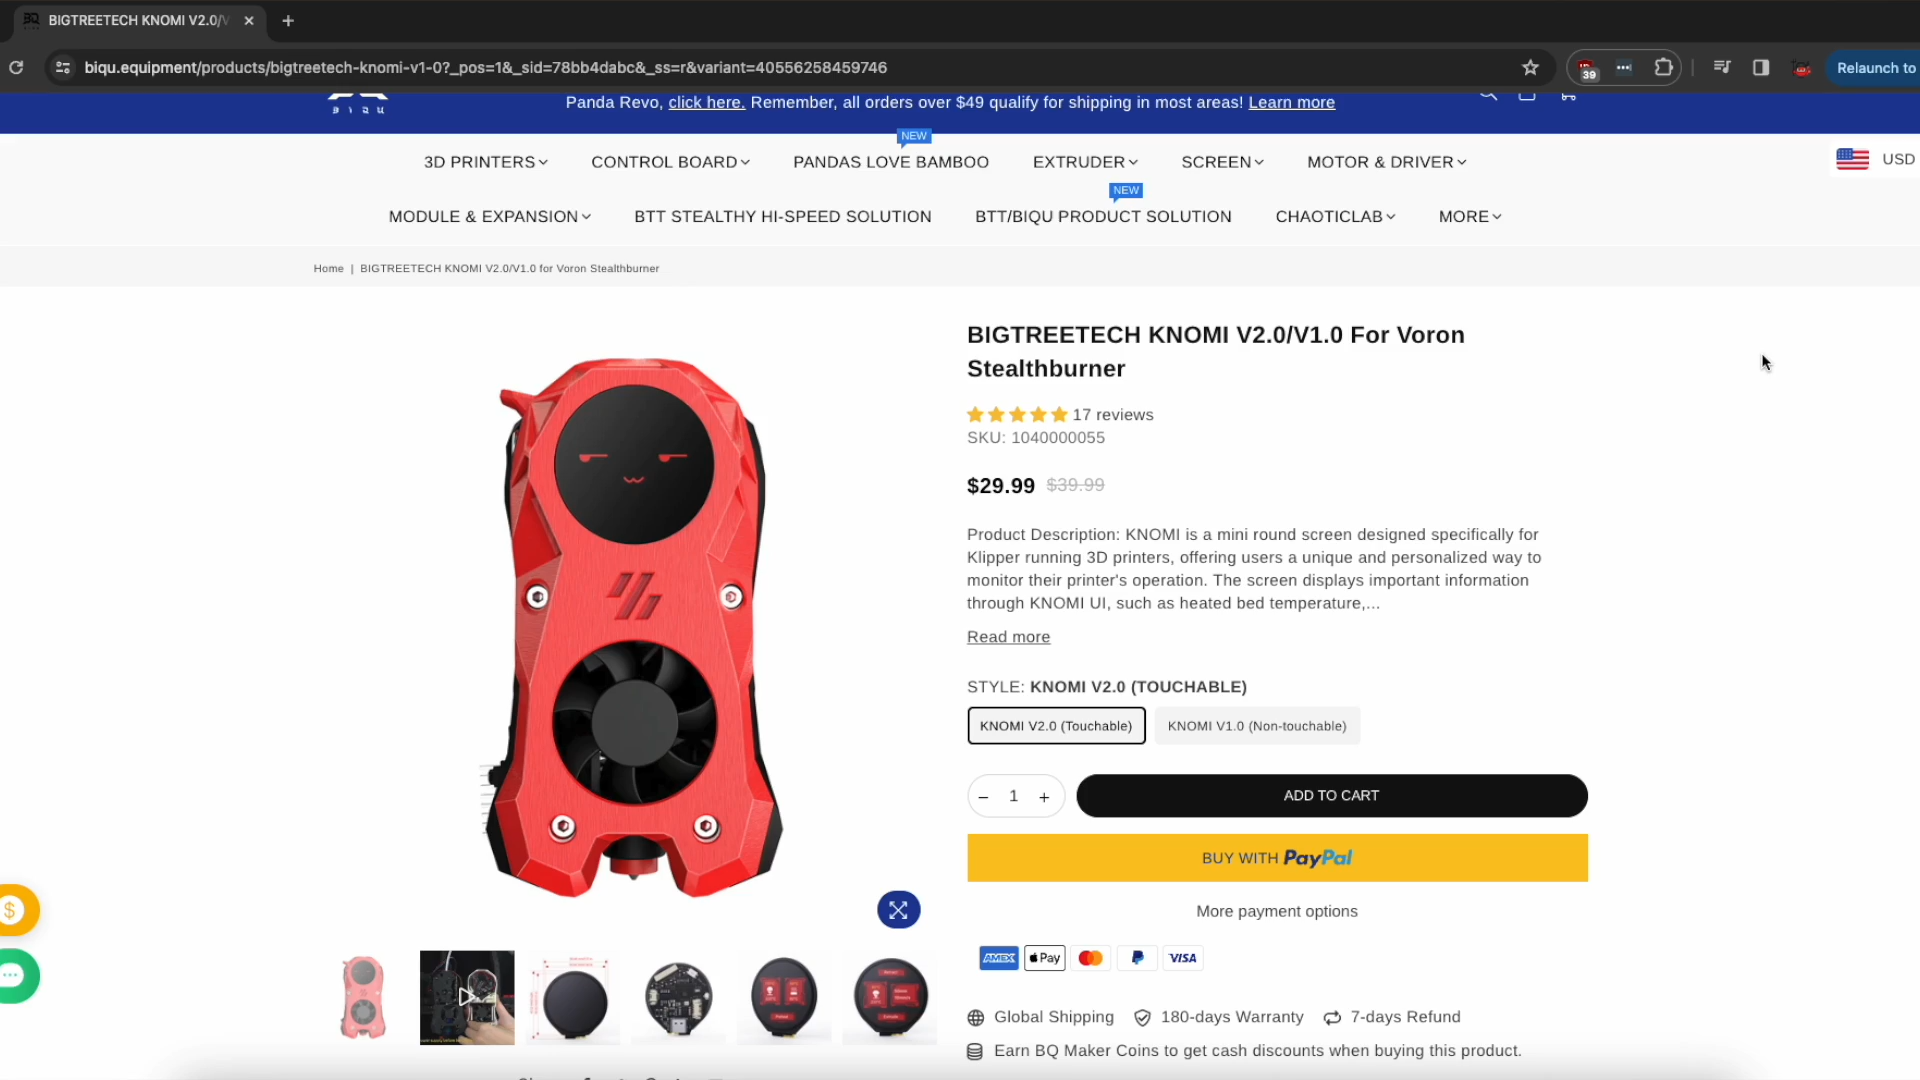 BIGTREETECH KNOMI V2.0/V
biqu.equipment/products/bigtreetech-knomi-v1-0?_pos=1&_sid=78bb4dabc&_ss=r&variant=40556258459746
39
Relaunch to
BIQU
Panda Revo, click here. Remember, all orders over $49 qualify for shipping in most areas! Learn more
NEW
3D PRINTERS CONTROL BOARD PANDAS LOVE BAMBOO EXTRUDER SCREEN MOTOR & DRIVER
USD
NEW
MODULE & EXPANSION BTT STEALTHY HI-SPEED SOLUTION BTT/BIQU PRODUCT SOLUTION CHAOTICLAB MORE
Home | BIGTREETECH KNOMI V2.0/V1.0 for Voron Stealthburner
BIGTREETECH KNOMI V2.0/V1.0 For Voron
Stealthburner
17 reviews
SKU: 1040000055
$29.99 $39.99
Product Description: KNOMI is a mini round screen designed specifically for
Klipper running 3D printers, offering users a unique and personalized way to
monitor their printer's operation. The screen displays important information
through KNOMI UI, such as heated bed temperature,...
Read more
STYLE: KNOMI V2.0 (TOUCHABLE)
KNOMI V2.0 (Touchable) KNOMI V1.0 (Non-touchable)
− 1 + ADD TO CART
BUY WITH PayPal
More payment options
AMEX Pay VISA
Global Shipping 180-days Warranty 7-days Refund
Earn BQ Maker Coins to get cash discounts when buying this product.